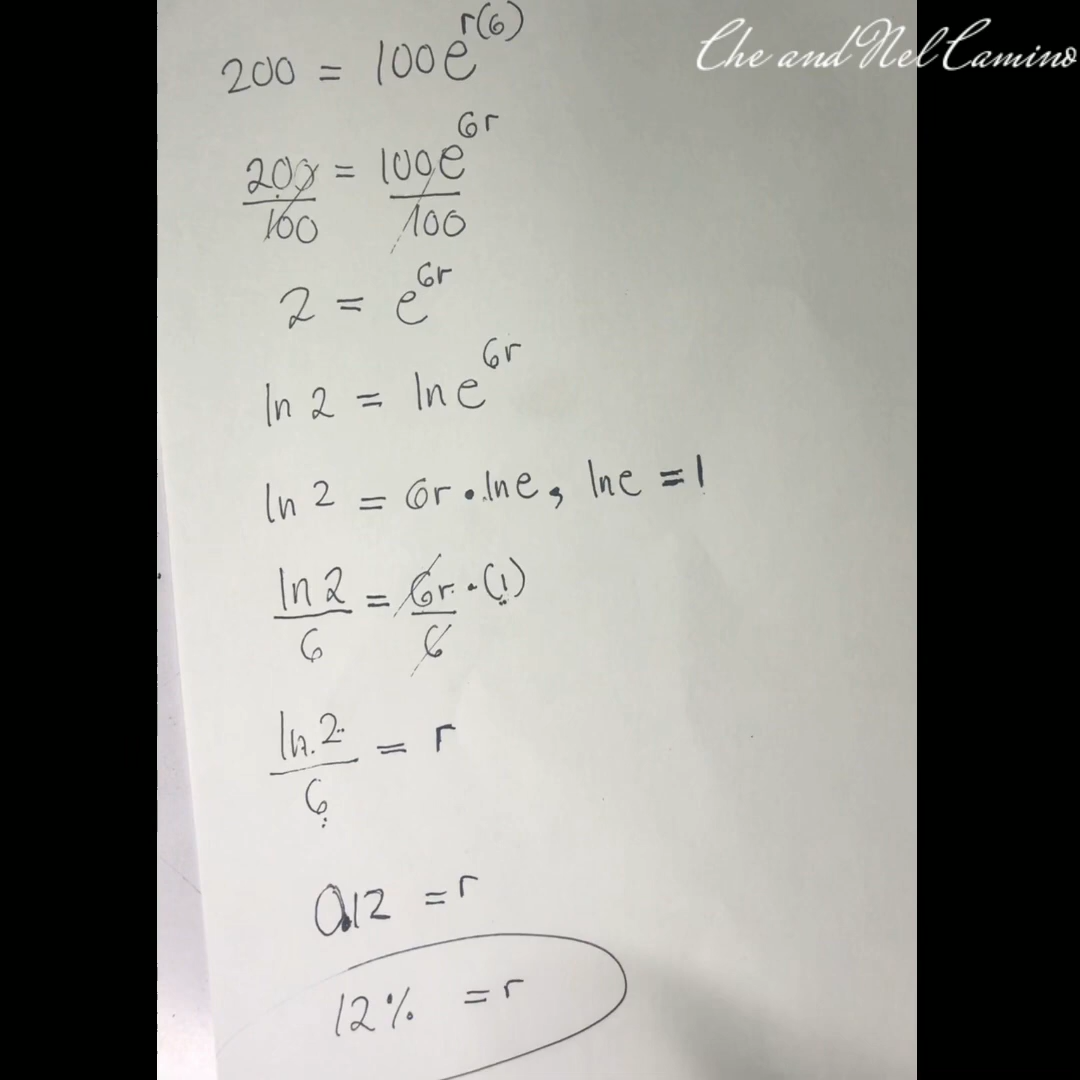 Che and Nel Camino
200 = 100e^r(6)
200/100 = 100e^6r/100
2 = e^6r
ln 2 = ln e^6r
ln 2 = 6r • ln e, ln e = 1
ln 2/6 = 6r/6 • (1)
ln 2/6 = r
0.12 = r
12% = r